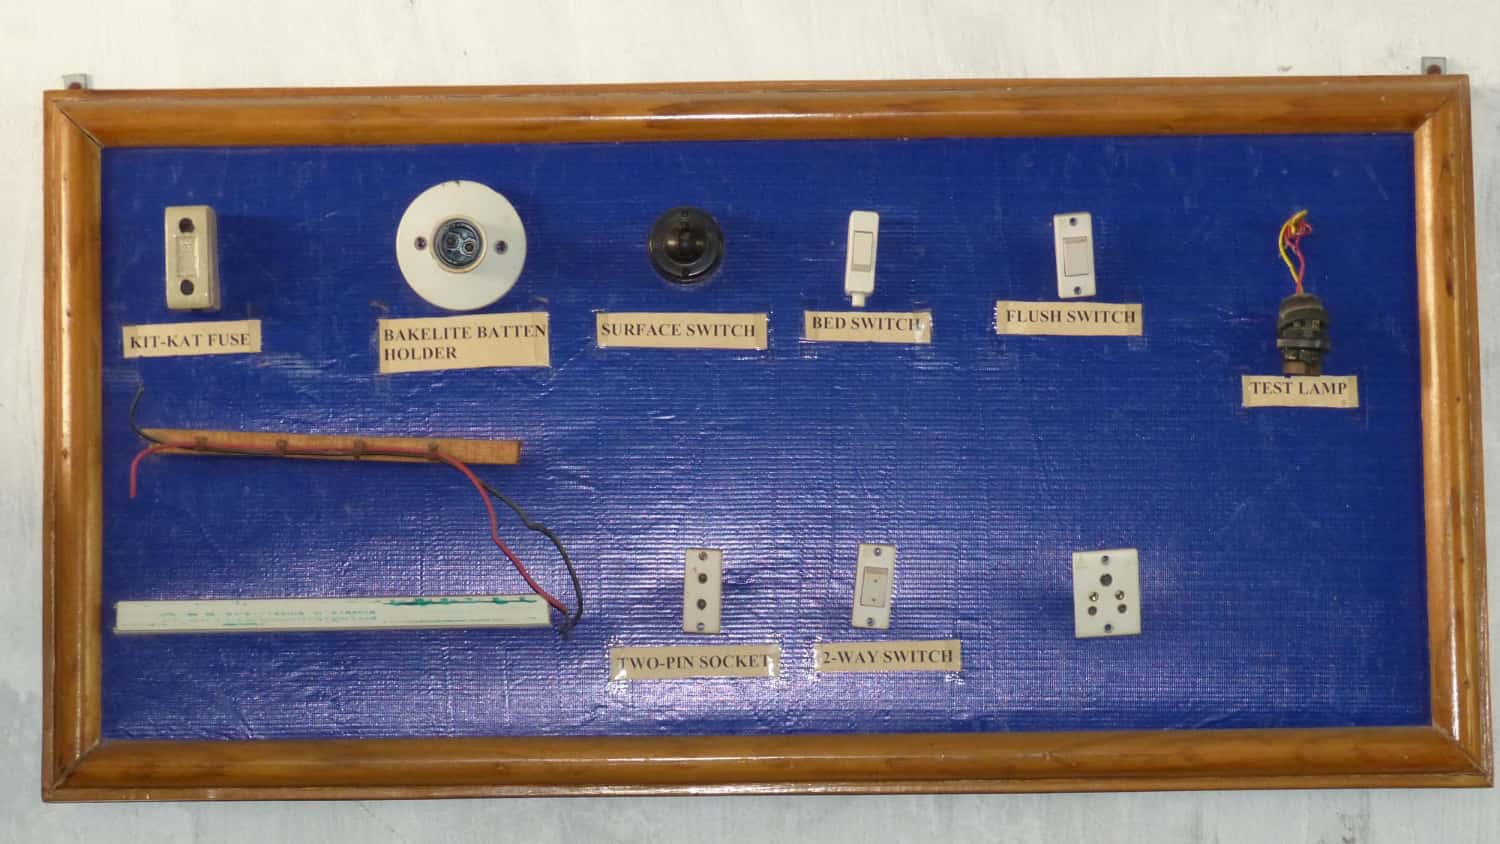 KIT-KAT FUSE
BAKELITE BATTEN
HOLDER
SURFACE SWITCH
BED SWITCH
FLUSH SWITCH
TEST LAMP
TWO-PIN SOCKET
2-WAY SWITCH